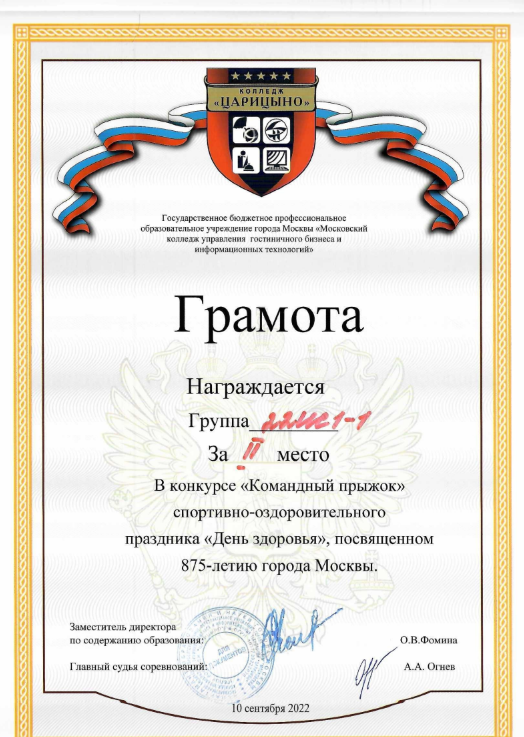 КОЛЛЕДЖ
«ЦАРИЦЫНО»
Государственное бюджетное профессиональное
образовательное учреждение города Москвы «Московский
колледж управления гостиничного бизнеса и
информационных технологий»
Грамота
Награждается
Группа
За II место
В конкурсе «Командный прыжок»
спортивно-оздоровительного
праздника «День здоровья», посвященном
875-летию города Москвы.
Заместитель директора
по содержанию образования:
О.В.Фомина
Главный судья соревнований:
А.А. Огнев
10 сентября 2022